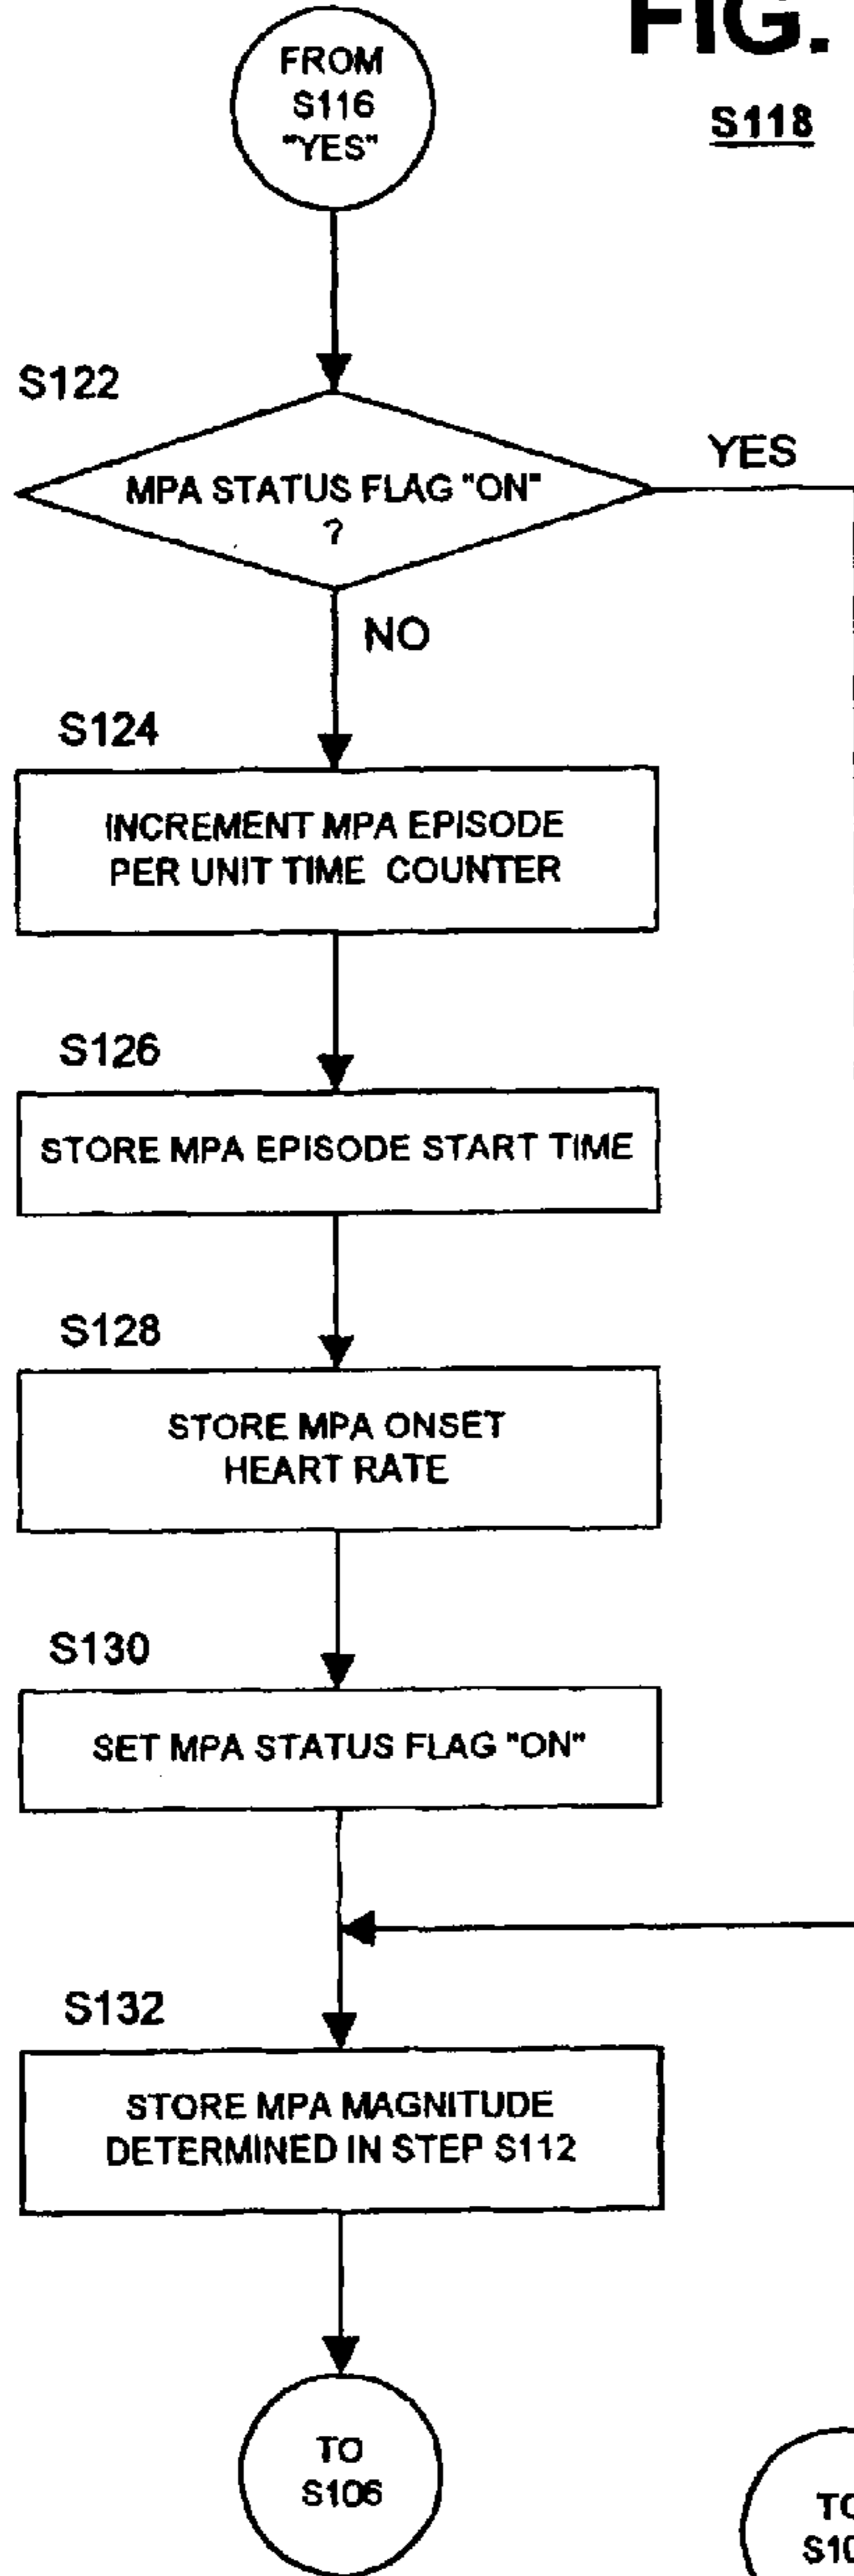 FIG.
S118
FROM
S116
"YES"
S122
MPA STATUS FLAG "ON"
?
YES
NO
S124
INCREMENT MPA EPISODE
PER UNIT TIME COUNTER
S126
STORE MPA EPISODE START TIME
S128
STORE MPA ONSET
HEART RATE
S130
SET MPA STATUS FLAG "ON"
S132
STORE MPA MAGNITUDE
DETERMINED IN STEP S112
TO
S106